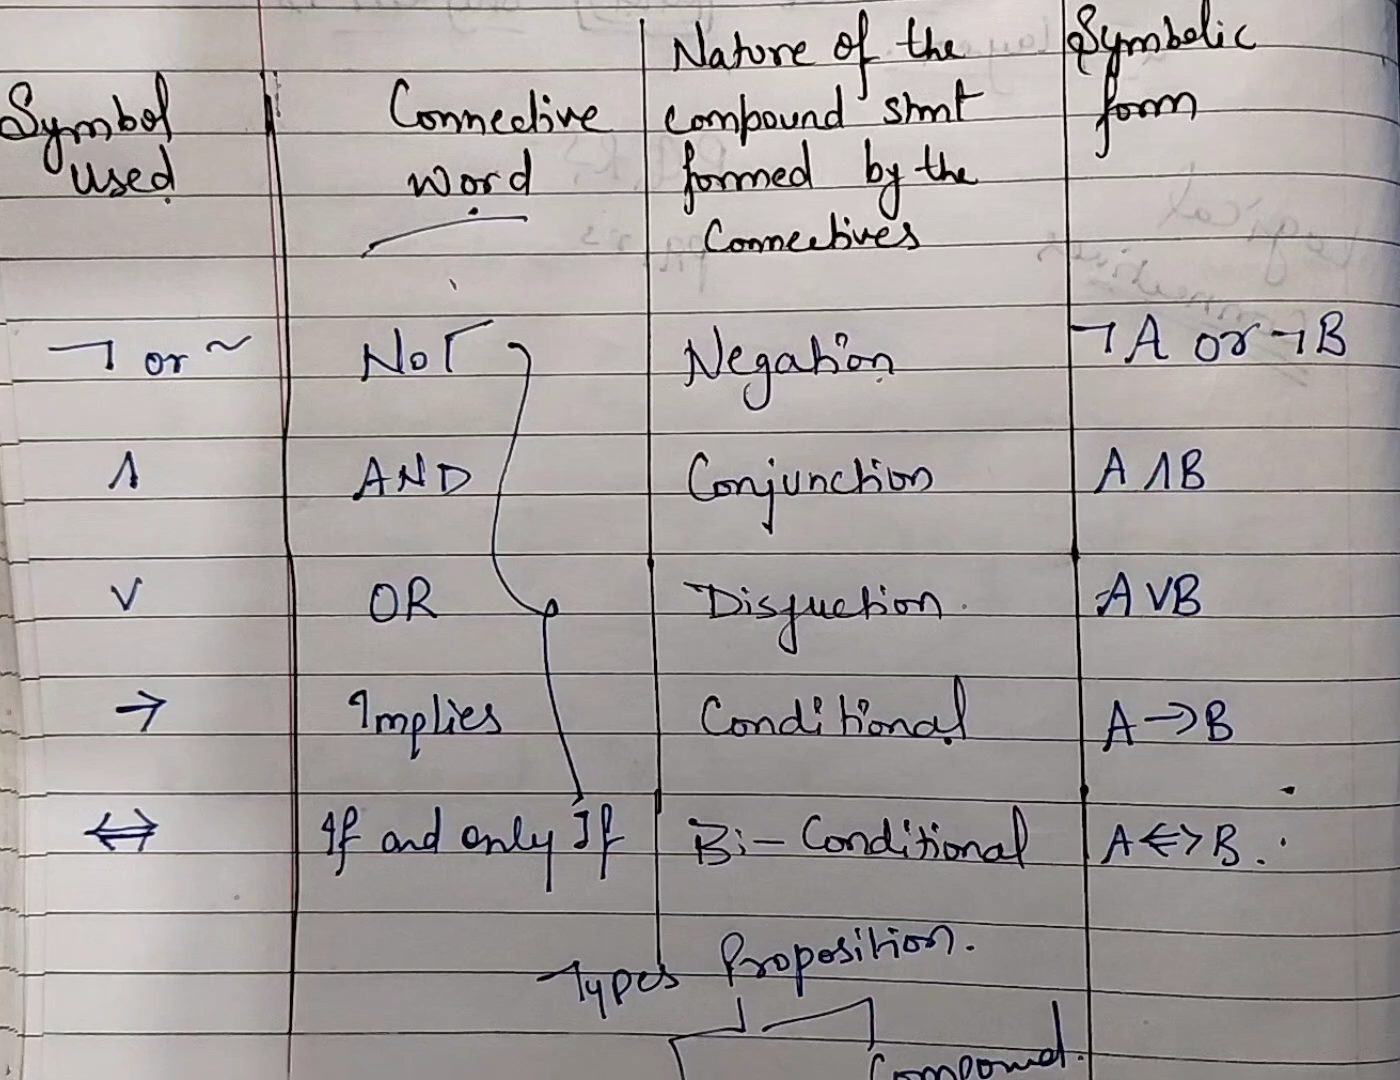 Symbol used | Connective word | Nature of the compound stmt formed by the Connectives | Symbolic form
¬ or ~ | NOT | Negation | ¬A or ¬B
∧ | AND | Conjunction | A∧B
∨ | OR | Disjuction. | A∨B
→ | Implies | Conditional | A→B
⇔ | If and only If | Bi-Conditional | A⇔B.
Types Proposition.
Compound.